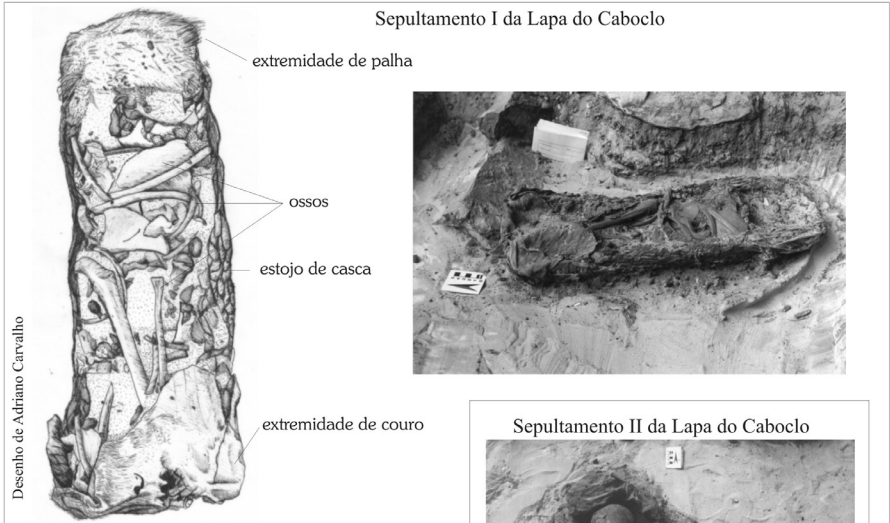 Sepultamento I da Lapa do Caboclo
extremidade de palha
ossos
estojo de casca
extremidade de couro
Desenho de Adriano Carvalho
Sepultamento II da Lapa do Caboclo